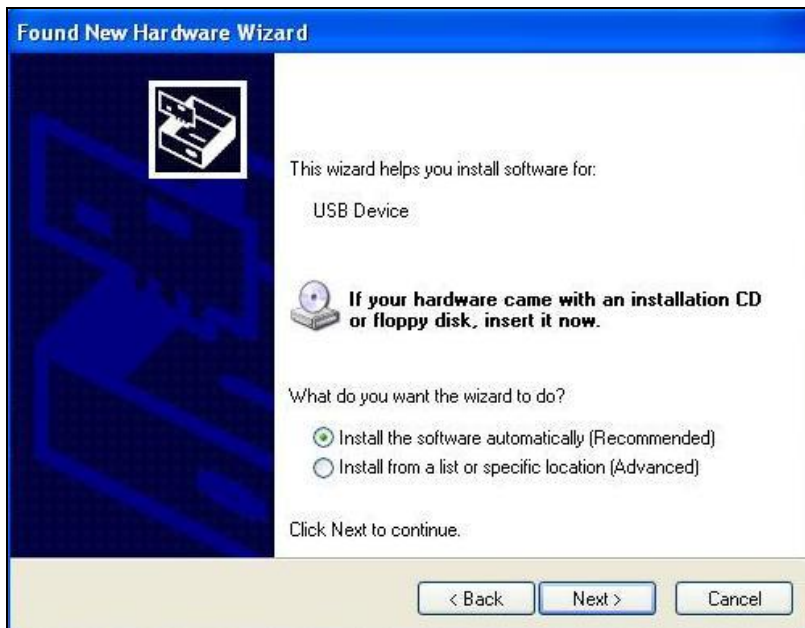 Found New Hardware Wizard
This wizard helps you install software for:
USB Device
If your hardware came with an installation CD
or floppy disk, insert it now.
What do you want the wizard to do?
Install the software automatically (Recommended)
Install from a list or specific location (Advanced)
Click Next to continue.
< Back
Next >
Cancel